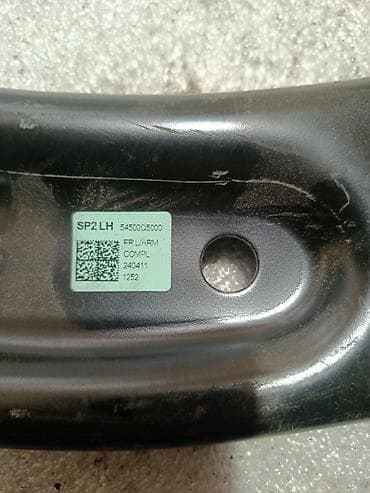 SP2 LH 54500Q5000
FR L/ARM
COMPL
240411
1252